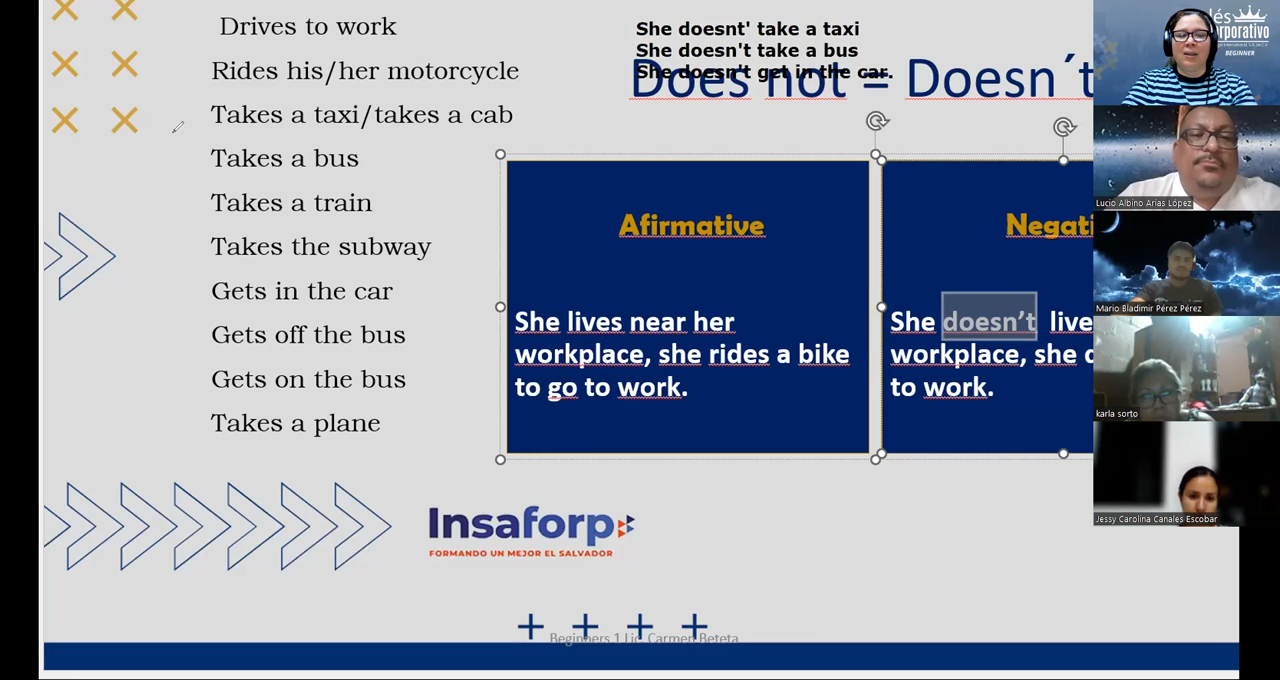 Drives to work
Rides his/her motorcycle
Takes a taxi/takes a cab
Takes a bus
Takes a train
Takes the subway
Gets in the car
Gets off the bus
Gets on the bus
Takes a plane
She doesnt' take a taxi
She doesn't take a bus
She doesn't get in the car.
Does not = Doesn´t
Afirmative
She lives near her
workplace, she rides a bike
to go to work.
Negati
She doesn't live
workplace, she d
to work.
Insaforp
FORMANDO UN MEJOR EL SALVADOR
Beginners 1 Lic. Carmen Beteta
lés
rporativo
BEGINNER
Lucio Albino Arias López
Mario Bladimir Pérez Pérez
karla sorto
Jessy Carolina Canales Escobar